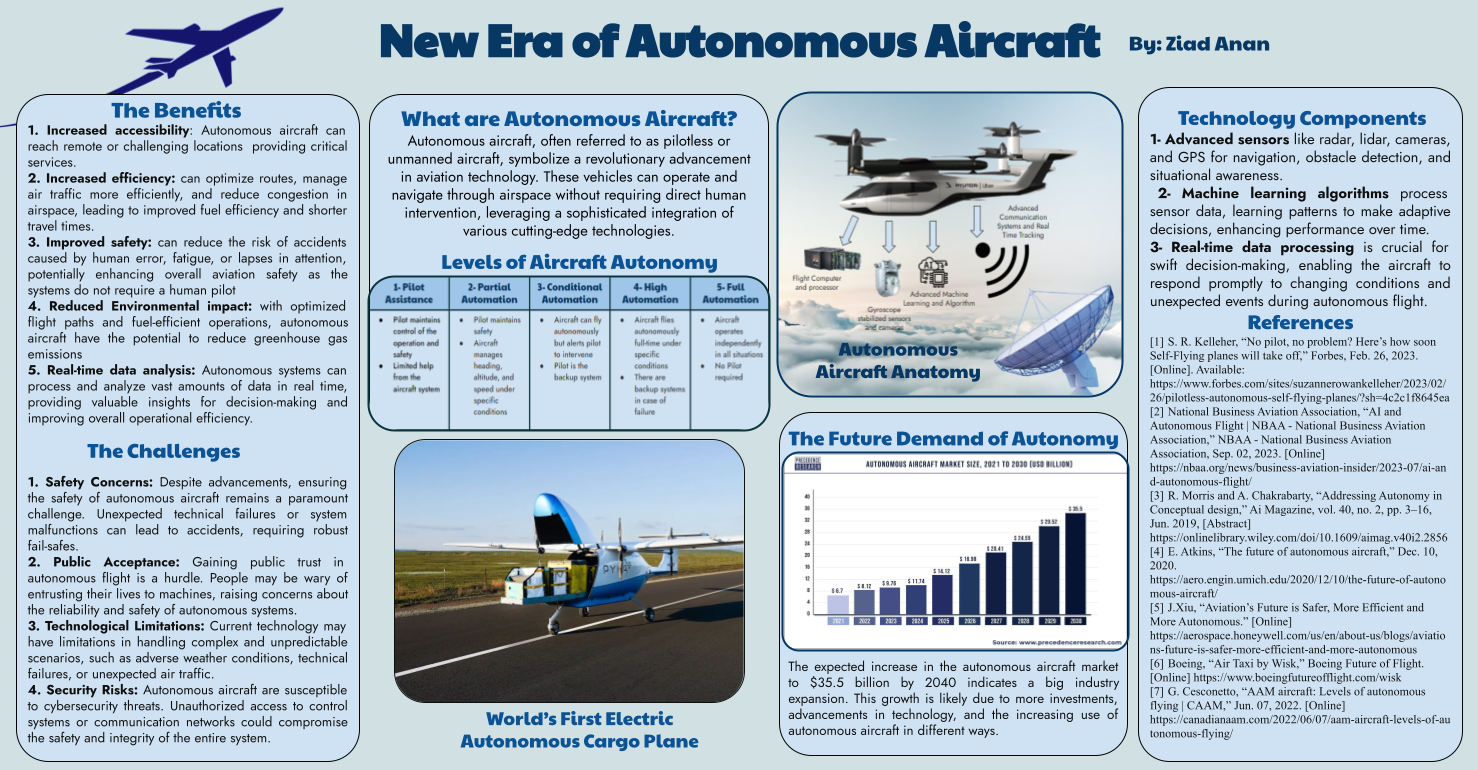 New Era of Autonomous Aircraft
By: Ziad Anan
The Benefits
1. Increased accessibility: Autonomous aircraft can
reach remote or challenging locations providing critical
services.
2. Increased efficiency: can optimize routes, manage
air traffic more efficiently, and reduce congestion in
airspace, leading to improved fuel efficiency and shorter
travel times.
3. Improved safety: can reduce the risk of accidents
caused by human error, fatigue, or lapses in attention,
potentially enhancing overall aviation safety as the
systems do not require a human pilot
4. Reduced Environmental impact: with optimized
flight paths and fuel-efficient operations, autonomous
aircraft have the potential to reduce greenhouse gas
emissions
5. Real-time data analysis: Autonomous systems can
process and analyze vast amounts of data in real time,
providing valuable insights for decision-making and
improving overall operational efficiency.
The Challenges
1. Safety Concerns: Despite advancements, ensuring
the safety of autonomous aircraft remains a paramount
challenge. Unexpected technical failures or system
malfunctions can lead to accidents, requiring robust
fail-safes.
2. Public Acceptance: Gaining public trust in
autonomous flight is a hurdle. People may be wary of
entrusting their lives to machines, raising concerns about
the reliability and safety of autonomous systems.
3. Technological Limitations: Current technology may
have limitations in handling complex and unpredictable
scenarios, such as adverse weather conditions, technical
failures, or unexpected air traffic.
4. Security Risks: Autonomous aircraft are susceptible
to cybersecurity threats. Unauthorized access to control
systems or communication networks could compromise
the safety and integrity of the entire system.
What are Autonomous Aircraft?
Autonomous aircraft, often referred to as pilotless or
unmanned aircraft, symbolize a revolutionary advancement
in aviation technology. These vehicles can operate and
navigate through airspace without requiring direct human
intervention, leveraging a sophisticated integration of
various cutting-edge technologies.
Levels of Aircraft Autonomy
1- Pilot
Assistance
• Pilot maintains
control of the
operation and
safety
• Limited help
from the
aircraft system
2- Partial
Automation
• Pilot maintains
safety
• Aircraft
manages
heading,
altitude, and
speed under
specific
conditions
3- Conditional
Automation
• Aircraft can fly
autonomously
but alerts pilot
to intervene
• Pilot is the
backup system
4- High
Automation
• Aircraft flies
autonomously
full-time under
specific
conditions
• There are
backup systems
in case of
failure
5- Full
Automation
• Aircraft
operates
independently
in all situations
• No Pilot
required
World's First Electric
Autonomous Cargo Plane
Advanced
Communication
Systems and Real
Time Tracking
Flight Computer
and processor
AI
Advanced Machine
Learning and Algorithm
Gyroscope
stabilized sensors
and cameras
Autonomous
Aircraft Anatomy
The Future Demand of Autonomy
PRECEDENCE
RESEARCH
AUTONOMOUS AIRCRAFT MARKET SIZE, 2021 TO 2030 (USD BILLION)
40
36
32
28
24
20
16
12
8
4
0
$ 6.7
$ 8.12
$ 9.76
$ 11.74
$ 14.12
$ 16.98
$ 20.41
$ 24.55
$ 29.52
$ 35.5
2021 2022 2023 2024 2025 2026 2027 2028 2029 2030
Source: www.precedenceresearch.com
The expected increase in the autonomous aircraft market
to $35.5 billion by 2040 indicates a big industry
expansion. This growth is likely due to more investments,
advancements in technology, and the increasing use of
autonomous aircraft in different ways.
Technology Components
1- Advanced sensors like radar, lidar, cameras,
and GPS for navigation, obstacle detection, and
situational awareness.
2- Machine learning algorithms process
sensor data, learning patterns to make adaptive
decisions, enhancing performance over time.
3- Real-time data processing is crucial for
swift decision-making, enabling the aircraft to
respond promptly to changing conditions and
unexpected events during autonomous flight.
References
[1] S. R. Kelleher, “No pilot, no problem? Here’s how soon
Self-Flying planes will take off,” Forbes, Feb. 26, 2023.
[Online]. Available:
https://www.forbes.com/sites/suzannerowankelleher/2023/02/
26/pilotless-autonomous-self-flying-planes/?sh=4c2c1f8645ea
[2] National Business Aviation Association, “AI and
Autonomous Flight | NBAA - National Business Aviation
Association,” NBAA - National Business Aviation
Association, Sep. 02, 2023. [Online]
https://nbaa.org/news/business-aviation-insider/2023-07/ai-an
d-autonomous-flight/
[3] R. Morris and A. Chakrabarty, “Addressing Autonomy in
Conceptual design,” Ai Magazine, vol. 40, no. 2, pp. 3–16,
Jun. 2019, [Abstract]
https://onlinelibrary.wiley.com/doi/10.1609/aimag.v40i2.2856
[4] E. Atkins, “The future of autonomous aircraft,” Dec. 10,
2020.
https://aero.engin.umich.edu/2020/12/10/the-future-of-autono
mous-aircraft/
[5] J.Xiu, “Aviation’s Future is Safer, More Efficient and
More Autonomous.” [Online]
https://aerospace.honeywell.com/us/en/about-us/blogs/aviatio
ns-future-is-safer-more-efficient-and-more-autonomous
[6] Boeing, “Air Taxi by Wisk,” Boeing Future of Flight.
[Online] https://www.boeingfutureofflight.com/wisk
[7] G. Cesconetto, “AAM aircraft: Levels of autonomous
flying | CAAM,” Jun. 07, 2022. [Online]
https://canadianaam.com/2022/06/07/aam-aircraft-levels-of-au
tonomous-flying/